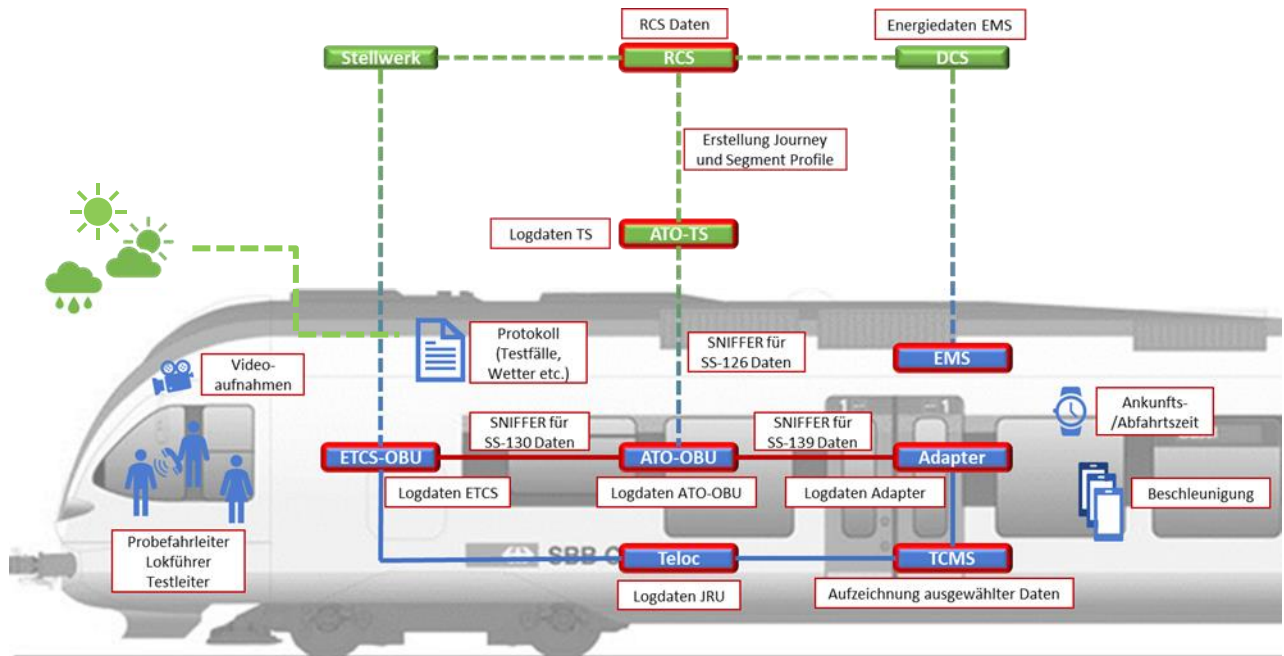 RCS Daten
Energiedaten EMS
Stellwerk
RCS
DCS
Erstellung Journey
und Segment Profile
Logdaten TS
ATO-TS
Protokoll
(Testfälle,
Wetter etc.)
SNIFFER für
SS-126 Daten
EMS
Video-
aufnahmen
Ankunfts-
/Abfahrtszeit
SNIFFER für
SS-130 Daten
SNIFFER für
SS-139 Daten
ETCS-OBU
ATO-OBU
Adapter
Logdaten ETCS
Logdaten ATO-OBU
Logdaten Adapter
Beschleunigung
Probefahrleiter
Lokführer
Testleiter
SBB C
Teloc
TCMS
Logdaten JRU
Aufzeichnung ausgewählter Daten
1
1